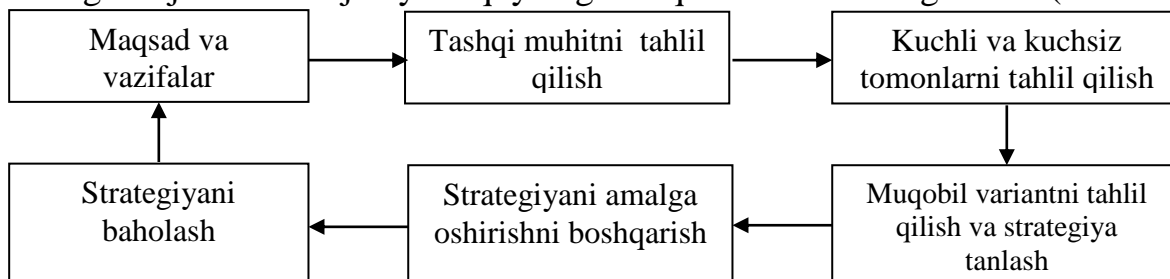 Maqsad va
vazifalar
Tashqi muhitni tahlil
qilish
Kuchli va kuchsiz
tomonlarni tahlil qilish
Strategiyani
baholash
Strategiyani amalga
oshirishni boshqarish
Muqobil variantni tahlil
qilish va strategiya
tanlash